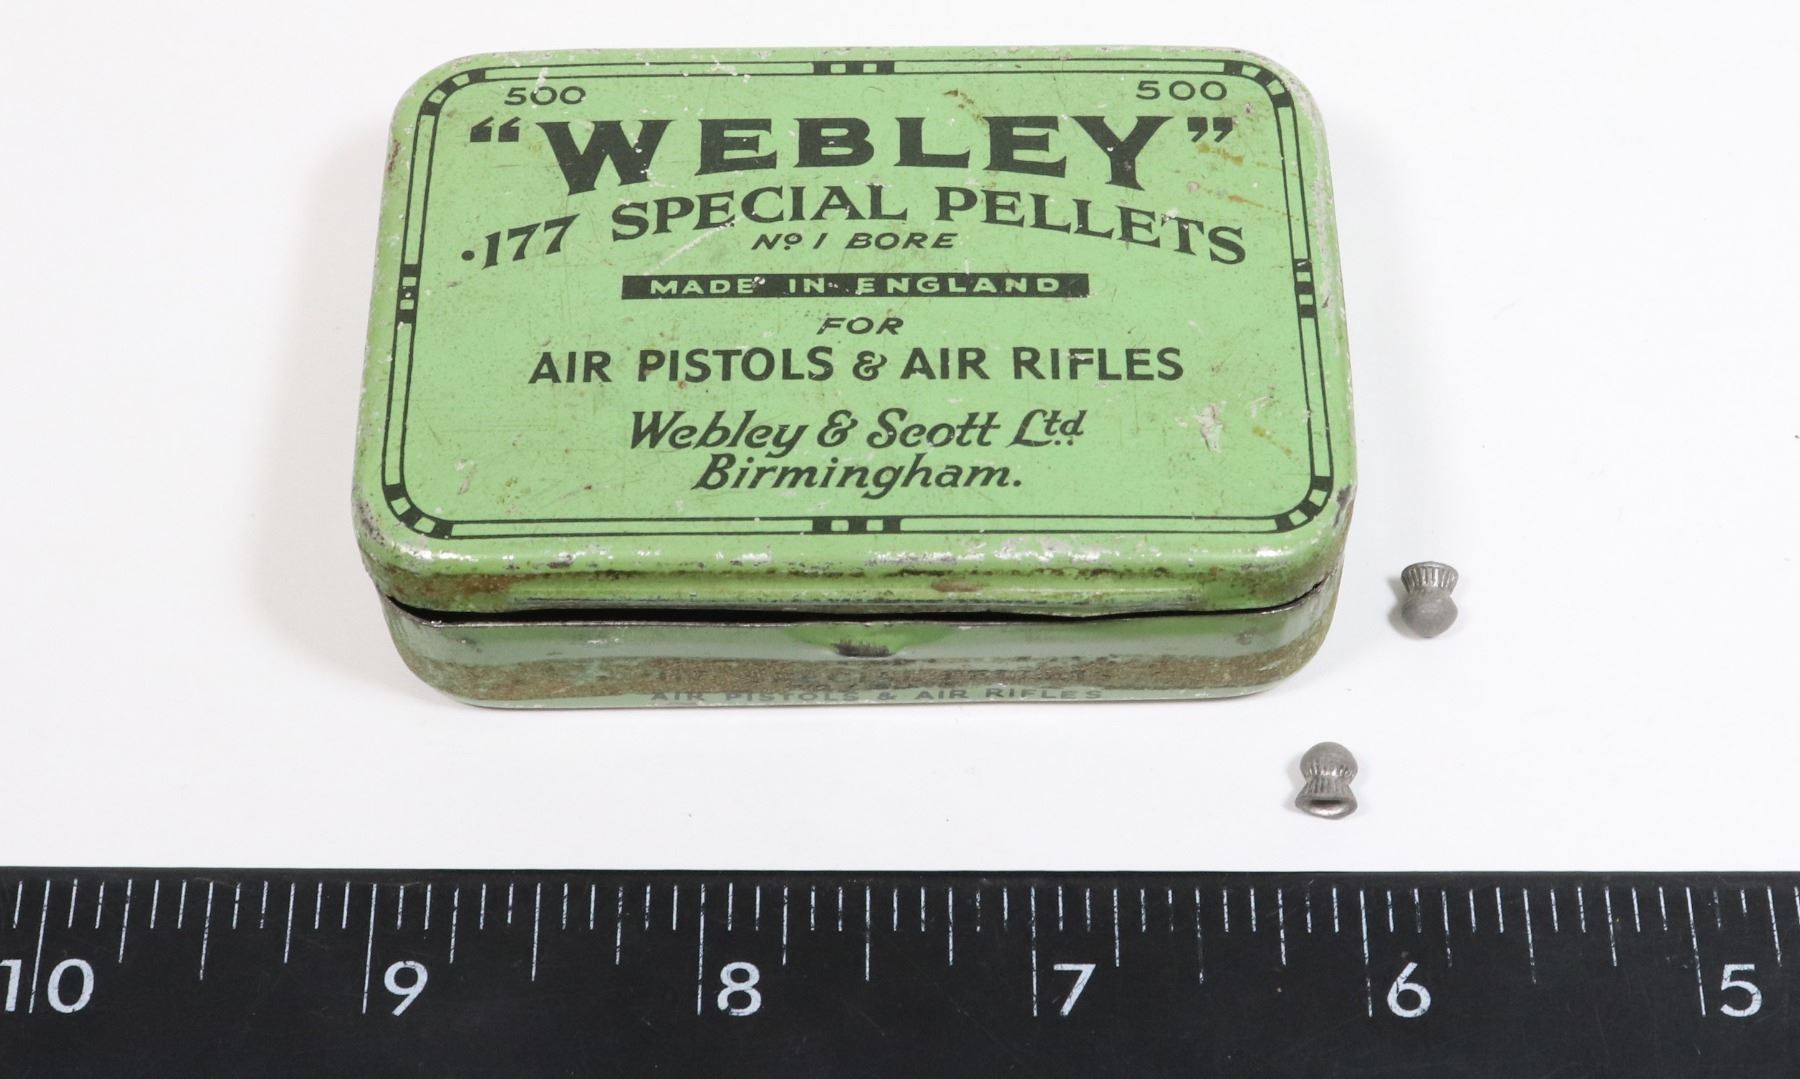 500 500
“WEBLEY”
·177 SPECIAL PELLETS
Nº 1 BORE
MADE IN ENGLAND
FOR
AIR PISTOLS & AIR RIFLES
Webley & Scott Ltd
Birmingham.
AIR PISTOLS & AIR RIFLES
10 9 8 7 6 5